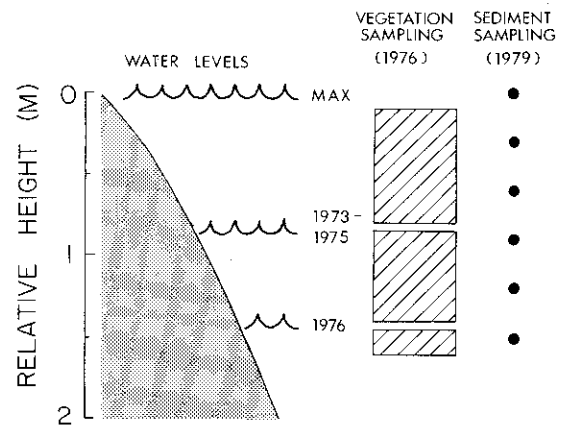 VEGETATION
SAMPLING
(1976)
SEDIMENT
SAMPLING
(1979)
WATER LEVELS
RELATIVE HEIGHT (M)
0
MAX
1973 –
1975
1
1976
2